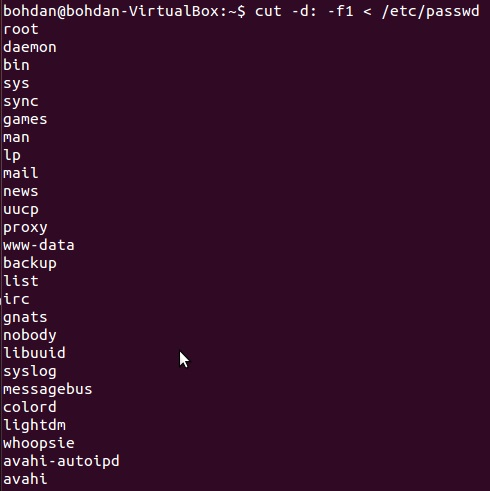 bohdan@bohdan-VirtualBox:~$ cut -d: -f1 < /etc/passwd
root
daemon
bin
sys
sync
games
man
lp
mail
news
uucp
proxy
www-data
backup
list
irc
gnats
nobody
libuuid
syslog
messagebus
colord
lightdm
whoopsie
avahi-autoipd
avahi